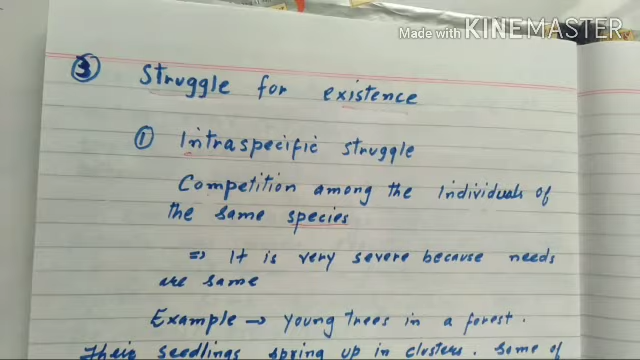 Made with KINEMASTER
③ Struggle for existence
① Intraspecific struggle
Competition among the individuals of
the same species
⇒ It is very severe because needs
are same
Example → Young trees in a forest.
Their seedlings spring up in clusters. Some of